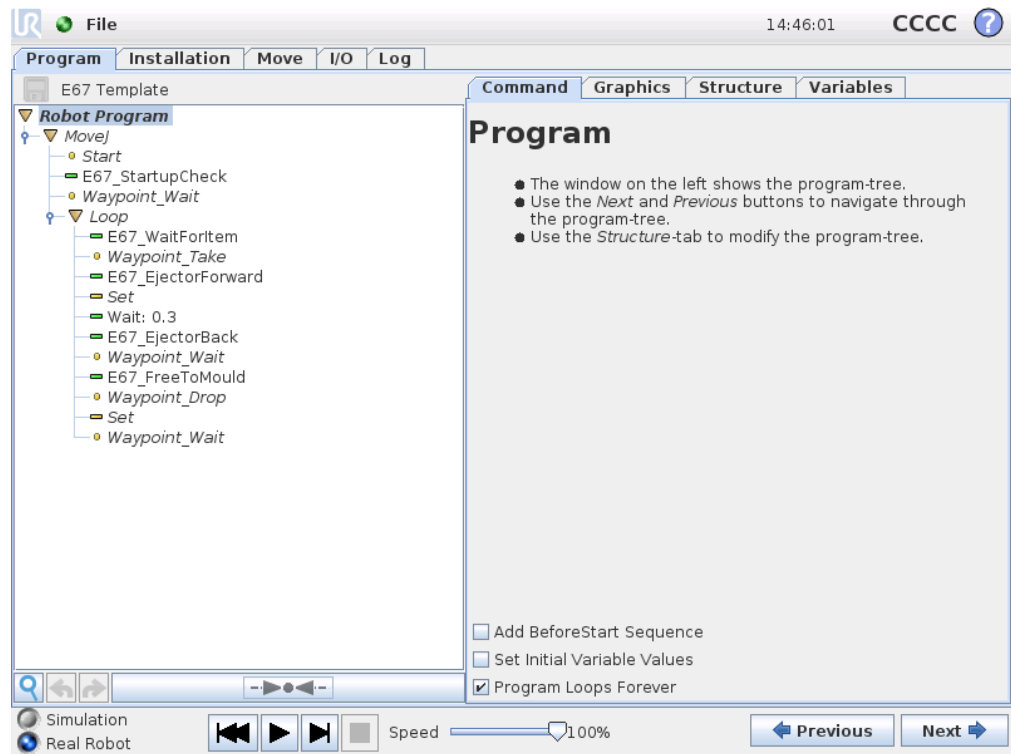 UR File 14:46:01 CCCC ?
Program Installation Move I/O Log
E67 Template
Command Graphics Structure Variables
Robot Program
MoveJ
Start
E67_StartupCheck
Waypoint_Wait
Loop
E67_WaitForItem
Waypoint_Take
E67_EjectorForward
Set
Wait: 0.3
E67_EjectorBack
Waypoint_Wait
E67_FreeToMould
Waypoint_Drop
Set
Waypoint_Wait
Program
The window on the left shows the program-tree.
Use the Next and Previous buttons to navigate through
the program-tree.
Use the Structure-tab to modify the program-tree.
Add BeforeStart Sequence
Set Initial Variable Values
Program Loops Forever
Simulation
Real Robot
Speed 100%
Previous Next